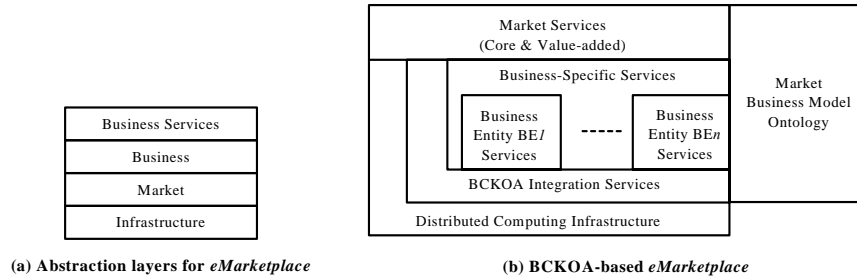 Business Services
Business
Market
Infrastructure
(a) Abstraction layers for eMarketplace
Market Services
(Core & Value-added)
Business-Specific Services
Business
Entity BE1
Services
Business
Entity BEn
Services
BCKOA Integration Services
Distributed Computing Infrastructure
Market
Business Model
Ontology
(b) BCKOA-based eMarketplace